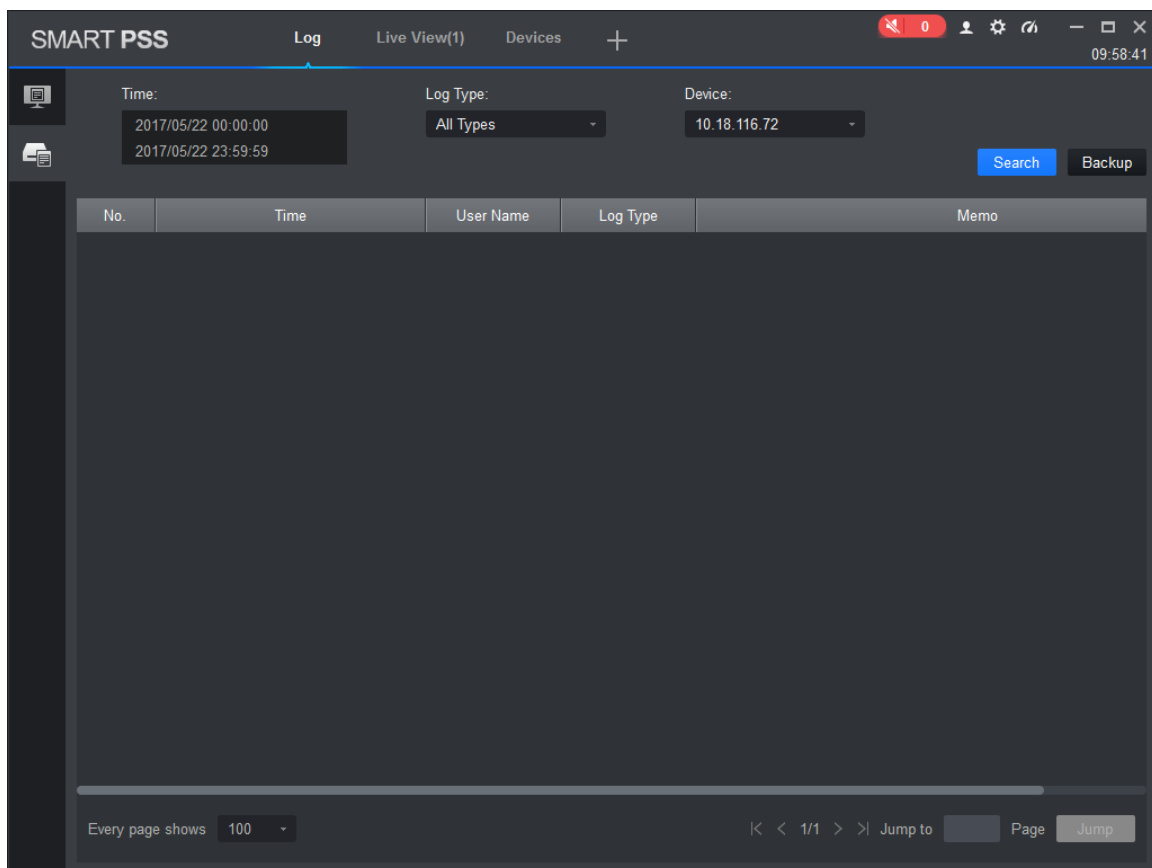 SMART PSS Log Live View(1) Devices 0
09:58:41
Time: Log Type: Device:
2017/05/22 00:00:00 All Types 10.18.116.72
2017/05/22 23:59:59
Search Backup
No. Time User Name Log Type Memo
Every page shows 100 1/1 Jump to Page Jump